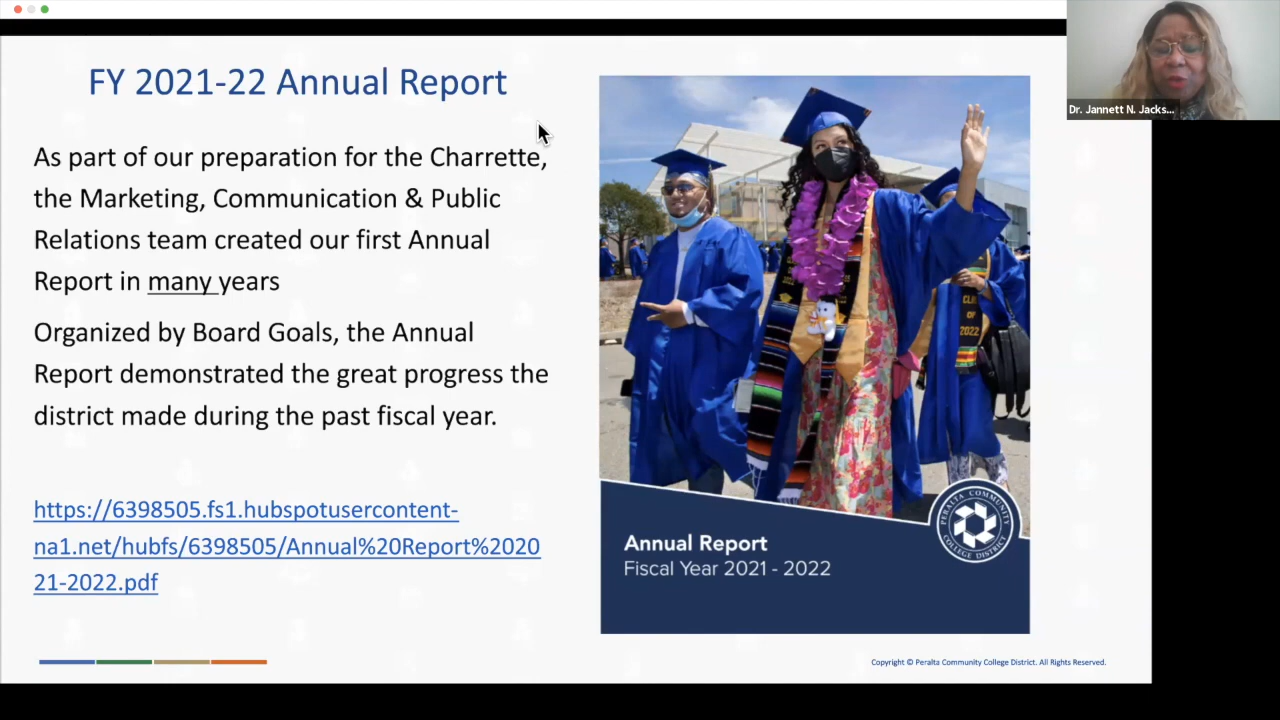 FY 2021-22 Annual Report
As part of our preparation for the Charrette,
the Marketing, Communication & Public
Relations team created our first Annual
Report in many years
Organized by Board Goals, the Annual
Report demonstrated the great progress the
district made during the past fiscal year.
https://6398505.fs1.hubspotusercontent-
na1.net/hubfs/6398505/Annual%20Report%2020
21-2022.pdf
CLASS
OF
2022
Annual Report
Fiscal Year 2021 - 2022
PERALTA COMMUNITY
COLLEGE DISTRICT
Copyright © Peralta Community College District. All Rights Reserved.
Dr. Jannett N. Jacks...